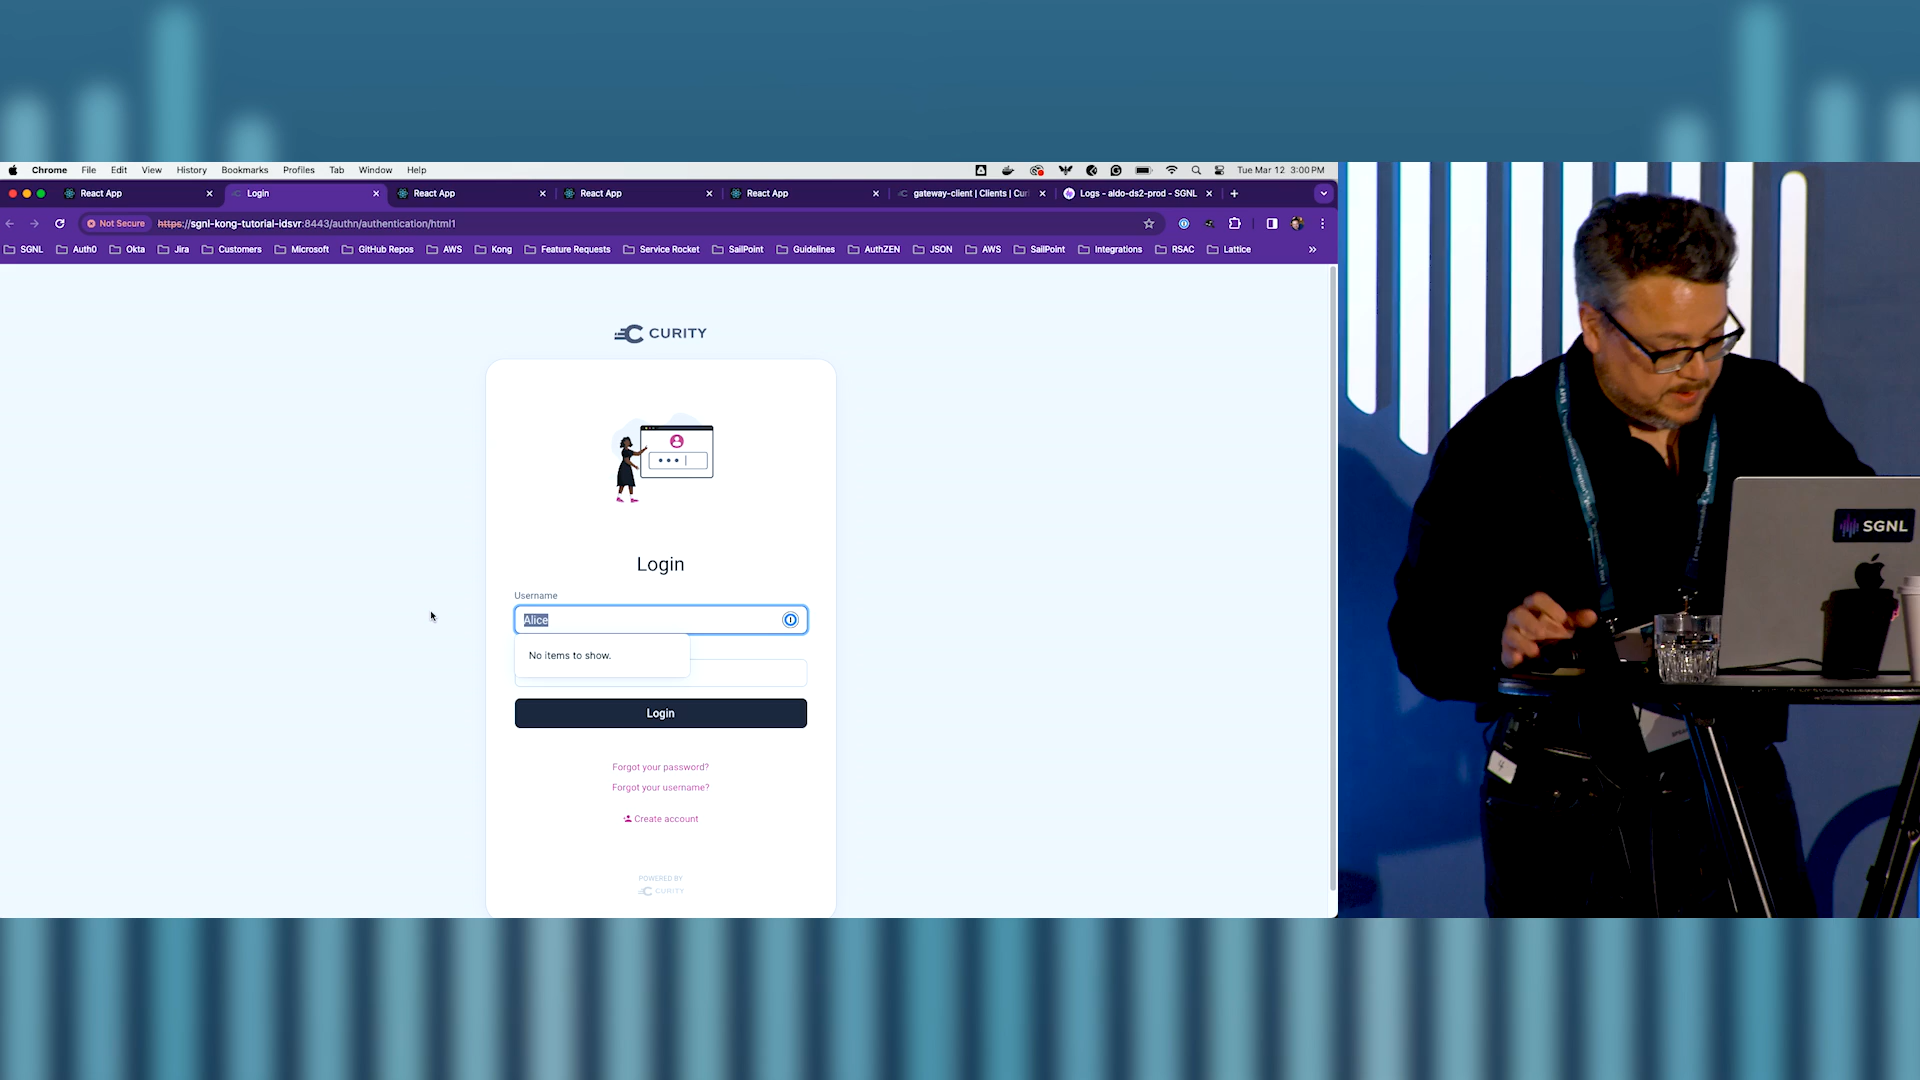 Chrome File Edit View History Bookmarks Profiles Tab Window Help
Tue Mar 12 3:00 PM
React App
Login
React App
React App
React App
gateway-client | Clients | Cur
Logs - aldo-ds2-prod - SGNL
Not Secure
https://sgnl-kong-tutorial-idsvr:8443/authn/authentication/html1
SGNL Auth0 Okta Jira Customers Microsoft GitHub Repos AWS Kong Feature Requests Service Rocket SailPoint Guidelines AuthZEN JSON AWS SailPoint Integrations RSAC Lattice
CURITY
Login
Username
Alice
No items to show.
Login
Forgot your password?
Forgot your username?
Create account
POWERED BY
CURITY
SGNL
4